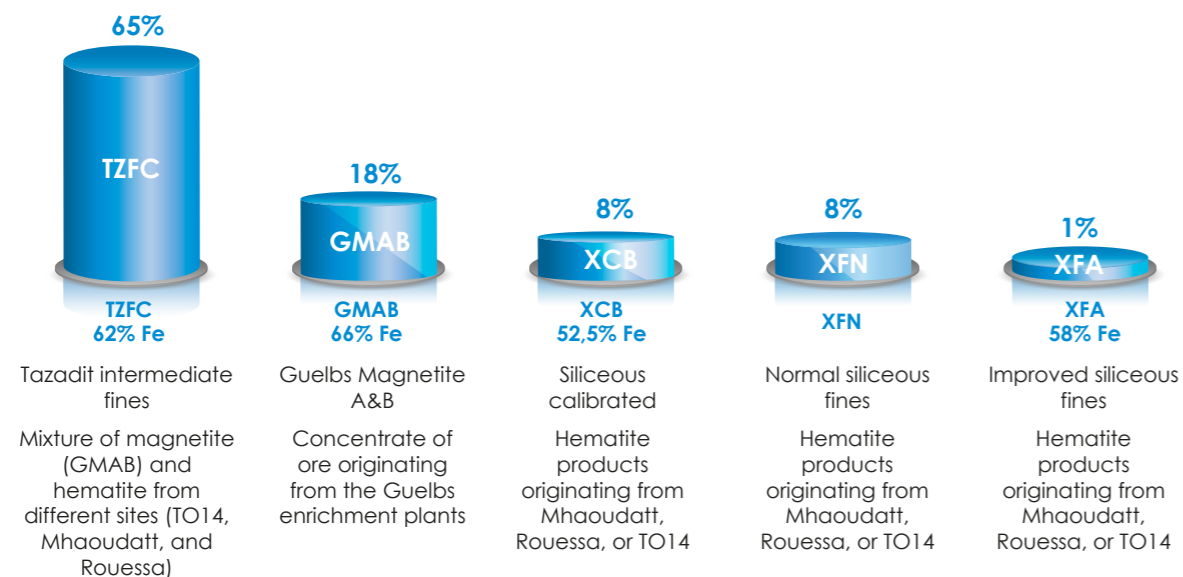 65%
TZFC
TZFC
62% Fe
Tazadit intermediate
fines
Mixture of magnetite
(GMAB) and
hematite from
different sites (TO14,
Mhaoudatt, and
Rouessa)
18%
GMAB
GMAB
66% Fe
Guelbs Magnetite
A&B
Concentrate of
ore originating
from the Guelbs
enrichment plants
8%
XCB
XCB
52,5% Fe
Siliceous
calibrated
Hematite
products
originating from
Mhaoudatt,
Rouessa, or TO14
8%
XFN
XFN
Normal siliceous
fines
Hematite
products
originating from
Mhaoudatt,
Rouessa, or TO14
1%
XFA
XFA
58% Fe
Improved siliceous
fines
Hematite
products
originating from
Mhaoudatt,
Rouessa, or TO14